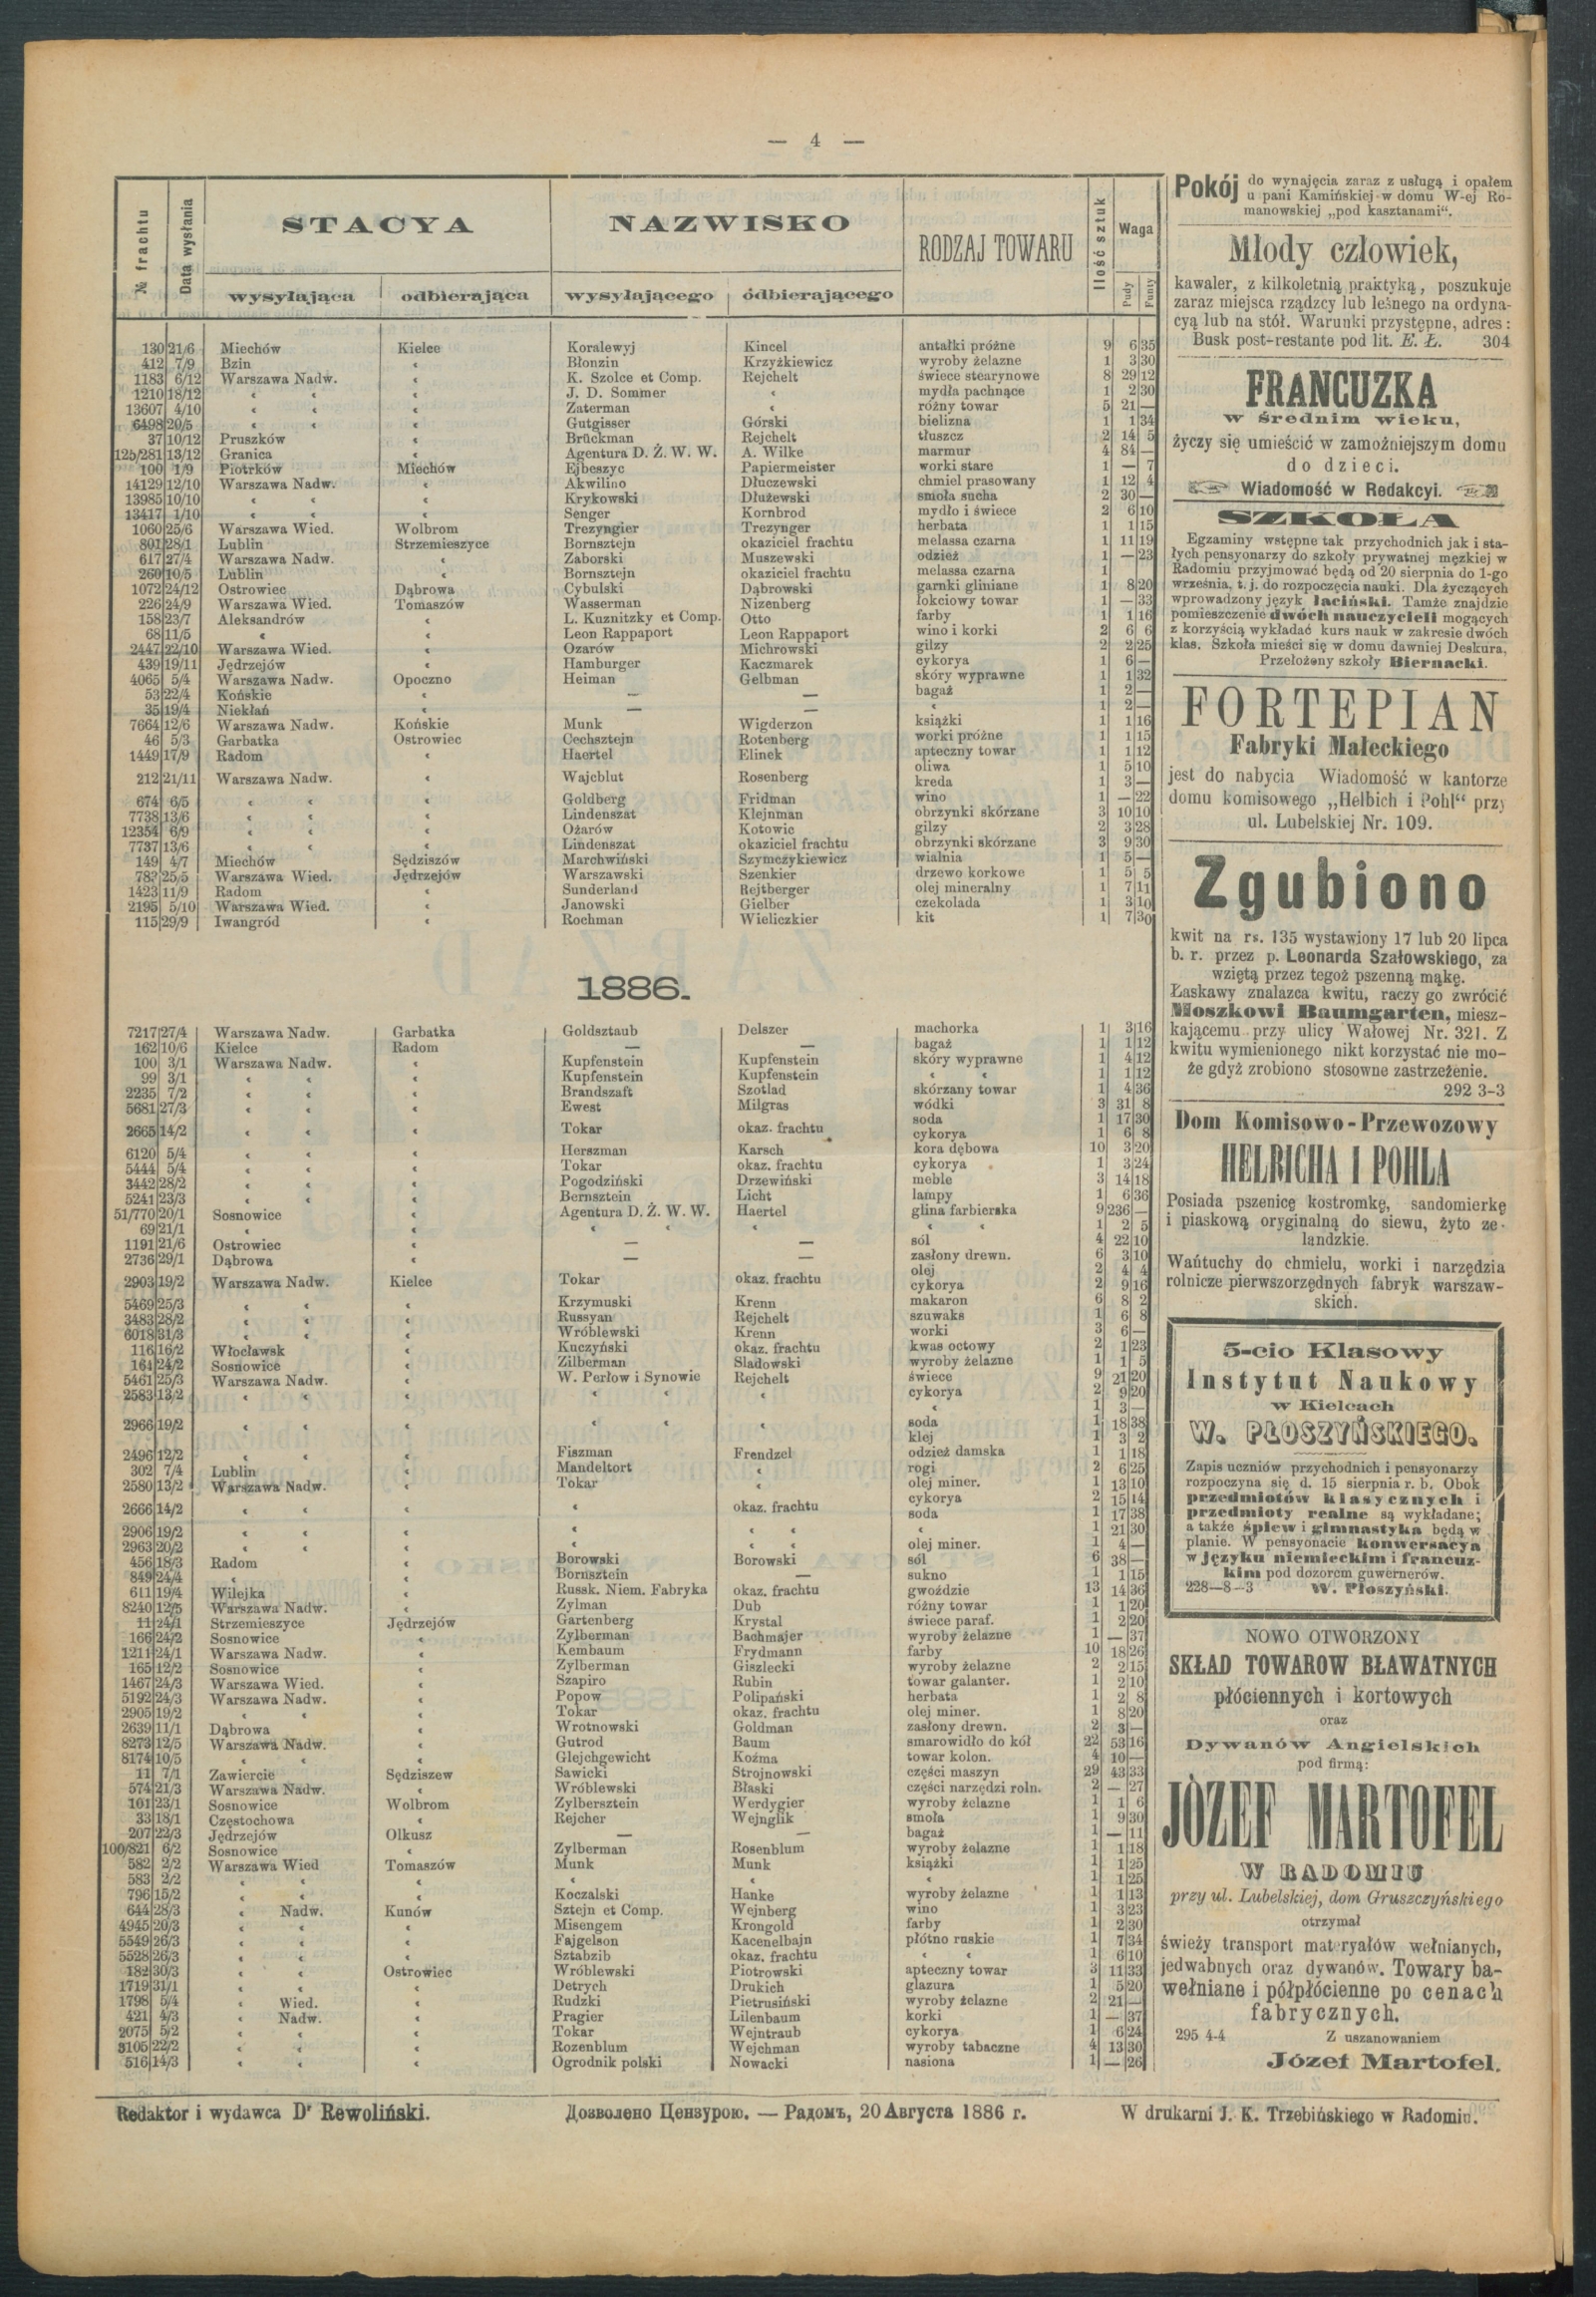 — 4 —
№ frachtu | Data wysłania | STACYA | NAZWISKO | RODZAJ TOWARU | Ilość sztuk | Waga
wysyłająca | odbierająca | wysyłającego | odbierającego | Pudy | Funty
130 21/6 Miechów Kielce Koralewyj Kincel antałki próżne 9 6 35
412 7/9 Bzin « Błonzin Krzyżkiewicz wyroby żelazne 1 3 30
1183 6/12 Warszawa Nadw. « K. Szolce et Comp. Rejchelt świece stearynowe 8 29 12
1210 18/12 « « « J. D. Sommer « mydła pachnące 1 2 30
13607 4/10 « « « Zaterman « różny towar 5 21 —
6498 20/5 « « « Gutgisser Górski bielizna 1 1 34
37 10/12 Pruszków « Brückman Rejchelt tłuszcz 2 14 5
125/281 13/12 Granica « Agentura D. Ż. W. W. A. Wilke marmur 4 84 —
100 1/9 Piotrków Miechów Ejbeszyc Papiermeister worki stare 1 — 7
14129 12/10 Warszawa Nadw. « Akwilino Dłuczewski chmiel prasowany 1 12 4
13985 10/10 « « « Krykowski Dłużewski smoła sucha 2 30 —
13417 1/10 « « « Senger Kornbrod mydło i świece 2 6 10
1060 25/6 Warszawa Wied. Wolbrom Trezyngier Trezynger herbata 1 1 15
801 28/1 Lublin Strzemieszyce Bornsztejn okaziciel frachtu melassa czarna 1 11 19
617 27/4 Warszawa Nadw. « Zaborski Muszewski odzież 1 — 23
260 10/5 Lublin « Bornsztejn okaziciel frachtu melassa czarna 1
1072 24/12 Ostrowiec Dąbrowa Cybulski Dąbrowski garnki gliniane 1 8 20
226 24/9 Warszawa Wied. Tomaszów Wasserman Nizenberg łokciowy towar 1 — 33
158 23/7 Aleksandrów « L. Kuznitzky et Comp. Otto farby 1 1 16
68 11/5 « « Leon Rappaport Leon Rappaport wino i korki 2 6 6
2447 22/10 Warszawa Wied. « Ozarów Michrowski gilzy 2 2 25
439 19/11 Jędrzejów « Hamburger Kaczmarek cykorya 1 6 —
4065 5/4 Warszawa Nadw. Opoczno Heiman Gelbman skóry wyprawne 1 1 32
53 22/4 Końskie « — — bagaż 1 2 —
35 19/4 Niekłań « — — « 1 2 —
7664 12/6 Warszawa Nadw. Końskie Munk Wigderzon książki 1 1 16
46 5/3 Garbatka Ostrowiec Cechsztejn Rotenberg worki próżne 1 1 15
1449 17/9 Radom « Haertel Elinek apteczny towar 1 1 12
oliwa 1 5 10
212 21/11 Warszawa Nadw. « Wajcblut Rosenberg
kreda 1 3 —
674 6/5 « « « Goldberg Fridman wino 1 — 22
7738 13/6 « « « Lindenszat Klejnman obrzynki skórzane 3 10 10
12354 6/9 « « « Ożarów Kotowic gilzy 2 3 28
7737 13/6 « « « Lindenszat okaziciel frachtu obrzynki skórzane 3 9 30
149 4/7 Miechów Sędziszów Marchwiński Szymczykiewicz wialnia 1 5 —
78? 25/5 Warszawa Wied. Jędrzejów Warszawski Szenkier drzewo korkowe 1 5 5
1423 11/9 Radom « Sunderland Rejtberger olej mineralny 1 7 11
2195 5/10 Warszawa Wied. « Janowski Gielber czekolada 1 3 10
115 29/9 Iwangród « Rochman Wieliczkier kit 1 7 30
1886.
7217 27/4 Warszawa Nadw. Garbatka Goldsztaub Delszer machorka 1 3 16
162 10/6 Kielce Radom — — bagaż 1 1 12
100 3/1 Warszawa Nadw. « Kupfenstein Kupfenstein skóry wyprawne 1 4 12
99 3/1 « « « Kupfenstein Kupfenstein « « 1 1 12
2235 7/2 « « « Brandszaft Szotlad skórzany towar 1 4 36
5681 27/3 « « « Ewest Milgras wódki 3 31 8
soda 1 17 30
2665 14/2 « « « Tokar okaz. frachtu
cykorya 1 6 8
6120 5/4 « « « Herszman Karsch kora dębowa 10 3 20
5444 5/4 « « « Tokar okaz. frachtu cykorya 1 3 24
3442 28/2 « « « Pogodziński Drzewiński meble 3 14 18
5241 23/3 « « « Bernsztein Licht lampy 1 6 36
51/770 20/1 Sosnowice « Agentura D. Ż. W. W. Haertel glina farbierska 9 236 —
69 21/1 « « « « « « « 1 2 5
1191 21/6 Ostrowiec « — — sól 4 22 10
2736 29/1 Dąbrowa « — — zasłony drewn. 6 3 10
olej 2 4 4
2903 19/2 Warszawa Nadw. Kielce Tokar okaz. frachtu
cykorya 2 9 16
5469 25/3 « « « Krzymuski Krenn makaron 6 8 2
3483 28/2 « « « Russyan Rejchelt szuwaks 1 6 8
6018 31/3 « « « Wróblewski Krenn worki 3 6 —
116 16/2 Włocławsk « Kuczyński okaz. frachtu kwas octowy 2 1 23
161 24/2 Sosnowice « Zilberman Sladowski wyroby żelazne 1 1 5
5461 25/3 Warszawa Nadw. « W. Perłow i Synowie Rejchelt świece 9 21 20
2583 13/2 « « « « « « cykorya 2 9 20
« 1 3 —
2966 19/2 « « « « « « soda 1 18 38
klej 1 3 2
2496 12/2 « « « Fiszman Frendzel odzież damska 1 1 18
302 7/4 Lublin « Mandeltort « rogi 2 6 25
2580 13/2 Warszawa Nadw. « Tokar « olej miner. 1 13 10
cykorya 2 15 14
2666 14/2 « « « « okaz. frachtu
soda 1 17 38
2906 19/2 « « « « « « « 1 21 30
2963 20/2 « « « « « « olej miner. 1 4 —
456 18/3 Radom « Borowski Borowski sól 6 38 —
849 24/4 « « Bornsztein — sukno 1 1 15
611 19/4 Wilejka « Russk. Niem. Fabryka okaz. frachtu gwoździe 13 14 36
8240 12/5 Warszawa Nadw. « Zylman Dub różny towar 1 1 20
11 24/1 Strzemieszyce Jędrzejów Gartenberg Krystal świece paraf. 1 2 20
166 24/2 Sosnowice « Zylberman Bachmajer wyroby żelazne 1 — 37
1211 24/1 Warszawa Nadw. « Kembaum Frydmann farby 10 18 26
165 12/2 Sosnowice « Zylberman Giszlecki wyroby żelazne 2 2 15
1467 24/3 Warszawa Wied. « Szapiro Rubin towar galanter. 1 2 10
5192 24/3 Warszawa Nadw. « Popow Polipański herbata 1 2 8
2905 19/2 « « « Tokar okaz. frachtu olej miner. 1 8 20
2639 11/1 Dąbrowa « Wrotnowski Goldman zasłony drewn. 2 3 —
8273 12/5 Warszawa Nadw. « Gutrod Baum smarowidło do kół 22 53 16
8174 10/5 « « « Glejchgewicht Koźma towar kolon. 4 10 —
11 7/1 Zawiercie Sędziszew Sawicki Strojnowski części maszyn 29 43 33
574 21/3 Warszawa Nadw. « Wróblewski Błaski części narzędzi roln. 2 — 27
101 23/1 Sosnowice Wolbrom Zylbersztein Werdygier wyroby żelazne 1 1 6
33 18/1 Częstochowa « Rejcher Wejnglik smoła 1 9 30
207 22/3 Jędrzejów Olkusz — — bagaż 1 — 11
100/821 6/2 Sosnowice « Zylberman Rosenblum wyroby żelazne 1 1 18
582 2/2 Warszawa Wied Tomaszów Munk Munk książki 1 1 25
583 2/2 « « « « « « 1 1 25
796 15/2 « « « Koczalski Hanke wyroby żelazne 1 1 13
644 28/3 « Nadw. Kunów Sztejn et Comp. Wejnberg wino 1 3 23
4945 20/3 « « « Misengem Krongold farby 1 2 30
5549 26/3 « « « Fajgelson Kacenelbajn płótno ruskie 1 7 34
5528 26/3 « « « Sztabzib okaz. frachtu « « 1 6 10
182 30/3 « « Ostrowiec Wróblewski Piotrowski apteczny towar 3 11 33
1719 31/1 « « « Detrych Drukich glazura 1 5 20
1798 5/4 « Wied. « Rudzki Pietrusiński wyroby żelazne 2 21 —
421 4/3 « Nadw. « Pragier Lilenbaum korki 1 — 37
2075 5/2 « « « Tokar Wejntraub cykorya 1 6 24
3105 22/2 « « « Rozenblum Wejchman wyroby tabaczne 4 13 30
516 14/3 « « « Ogrodnik polski Nowacki nasiona 1 — 26
Pokój do wynajęcia zaraz z usługą i opałem
u pani Kamińskiej w domu W-ej Ro-
manowskiej „pod kasztanami“.
Młody człowiek,
kawaler, z kilkoletnią praktyką, poszukuje
zaraz miejsca rządzcy lub leśnego na ordyna-
cyą lub na stół. Warunki przystępne, adres:
Busk post-restante pod lit. E. Ł. 304
FRANCUZKA
w średnim wieku,
życzy się umieścić w zamożniejszym domu
do dzieci.
Wiadomość w Redakcyi.
SZKOŁA
Egzaminy wstępne tak przychodnich jak i sta-
łych pensyonarzy do szkoły prywatnej męzkiej w
Radomiu przyjmować będą od 20 sierpnia do 1-go
września, t. j. do rozpoczęcia nauki. Dla życzących
wprowadzony język łaciński. Tamże znajdzie
pomieszczenie dwóch nauczycieli mogących
z korzyścią wykładać kurs nauk w zakresie dwóch
klas. Szkoła mieści się w domu dawniej Deskura.
Przełożony szkoły Biernacki.
FORTEPIAN
Fabryki Małeckiego
jest do nabycia Wiadomość w kantorze
domu komisowego „Helbich i Pohl“ przy
ul. Lubelskiej Nr. 109.
Zgubiono
kwit na rs. 135 wystawiony 17 lub 20 lipca
b. r. przez p. Leonarda Szałowskiego, za
wziętą przez tegoż pszenną mąkę.
Łaskawy znalazca kwitu, raczy go zwrócić
Moszkowi Baumgarten, miesz-
kającemu przy ulicy Wałowej Nr. 321. Z
kwitu wymienionego nikt korzystać nie mo-
że gdyż zrobiono stosowne zastrzeżenie.
292 3-3
Dom Komisowo-Przewozowy
HELBICHA I POHLA
Posiada pszenicę kostromkę, sandomierkę
i piaskową oryginalną do siewu, żyto ze-
landzkie.
Wańtuchy do chmielu, worki i narzędzia
rolnicze pierwszorzędnych fabryk warszaw-
skich.
5-cio Klasowy
Instytut Naukowy
w Kielcach
W. PŁOSZYŃSKIEGO.
Zapis uczniów przychodnich i pensyonarzy
rozpoczyna się d. 15 sierpnia r. b. Obok
przedmiotów klasycznych i
przedmioty realne są wykładane;
a także śpiew i gimnastyka będą w
planie. W pensyonacie konwersacya
w języku niemieckim i francuz-
kim pod dozorem guwernerów.
228—8—3 W. Płoszyński.
NOWO OTWORZONY
SKŁAD TOWAROW BŁAWATNYCH
płóciennych i kortowych
oraz
Dywanów Angielskich
pod firmą:
JÓZEF MARTOFEL
W RADOMIU
przy ul. Lubelskiej, dom Gruszczyńskiego
otrzymał
świeży transport materyałów wełnianych,
jedwabnych oraz dywanów. Towary ba-
wełniane i półpłócienne po cenach
fabrycznych.
295 4-4 Z uszanowaniem
Józef Martofel.
Redaktor i wydawca Dr Rewoliński. Дозволено Цензурою. — Радомъ, 20 Августа 1886 г. W drukarni J. K. Trzebińskiego w Radomiu.